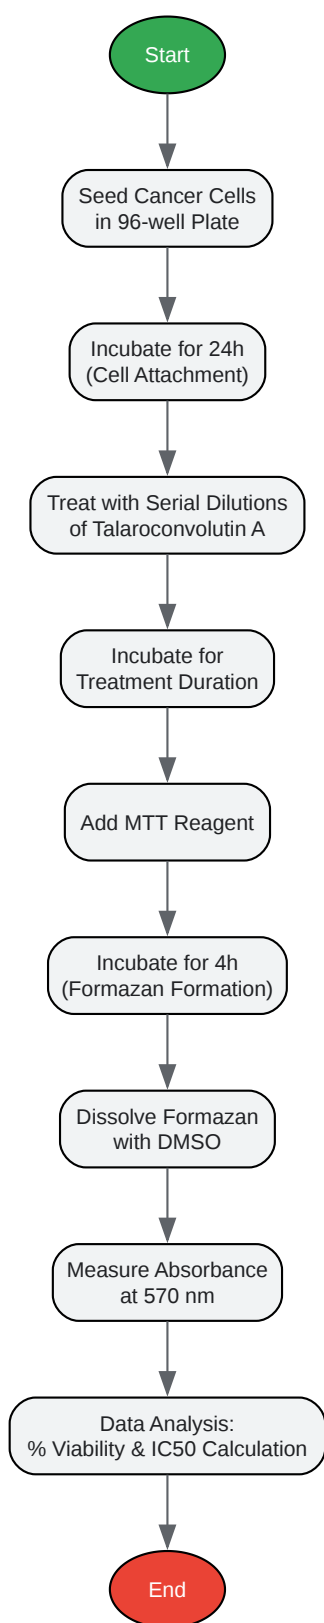 Start
Seed Cancer Cells
in 96-well Plate
Incubate for 24h
(Cell Attachment)
Treat with Serial Dilutions
of Talaroconvolutin A
Incubate for
Treatment Duration
Add MTT Reagent
Incubate for 4h
(Formazan Formation)
Dissolve Formazan
with DMSO
Measure Absorbance
at 570 nm
Data Analysis:
% Viability & IC50 Calculation
End